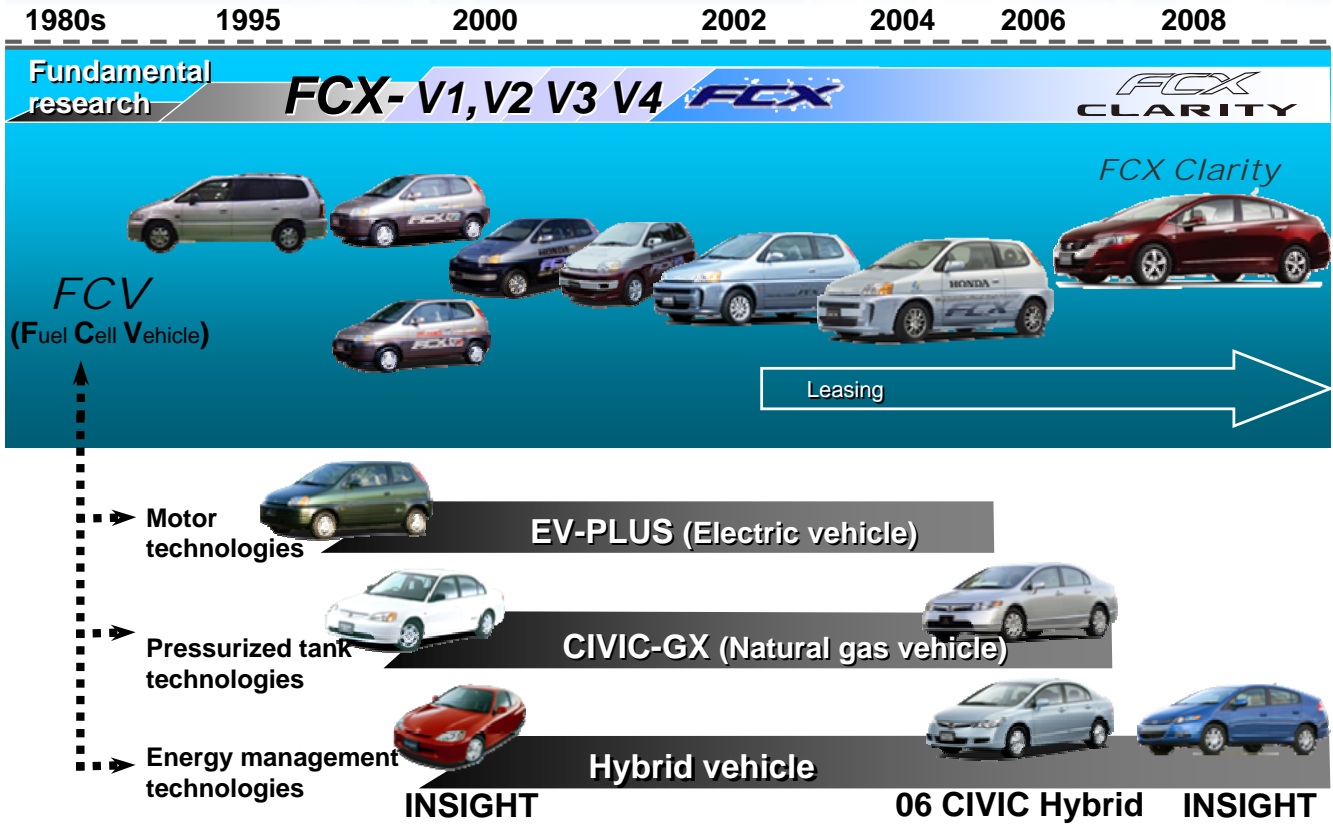 1980s 1995 2000 2002 2004 2006 2008
Fundamental
research
FCX- V1, V2 V3 V4 FCX
FCX
CLARITY
FCX Clarity
FCV
(Fuel Cell Vehicle)
HONDA
FCX
HONDA
FCX
Leasing
Motor
technologies
EV-PLUS (Electric vehicle)
Pressurized tank
technologies
CIVIC-GX (Natural gas vehicle)
Energy management
technologies
Hybrid vehicle
INSIGHT 06 CIVIC Hybrid INSIGHT